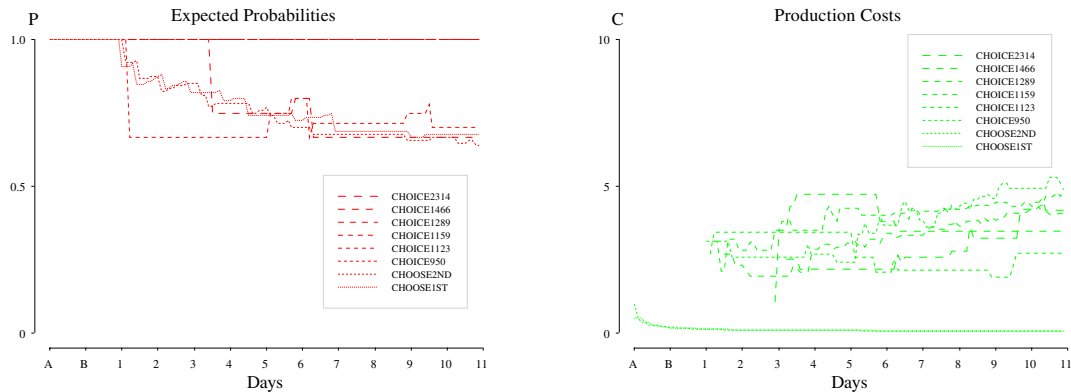 P
Expected Probabilities
1.0
0.5
0
CHOICE2314
CHOICE1466
CHOICE1289
CHOICE1159
CHOICE1123
CHOICE950
CHOOSE2ND
CHOOSE1ST
A B 1 2 3 4 5 6 7 8 9 10 11
Days
C
Production Costs
10
5
0
CHOICE2314
CHOICE1466
CHOICE1289
CHOICE1159
CHOICE1123
CHOICE950
CHOOSE2ND
CHOOSE1ST
A B 1 2 3 4 5 6 7 8 9 10 11
Days